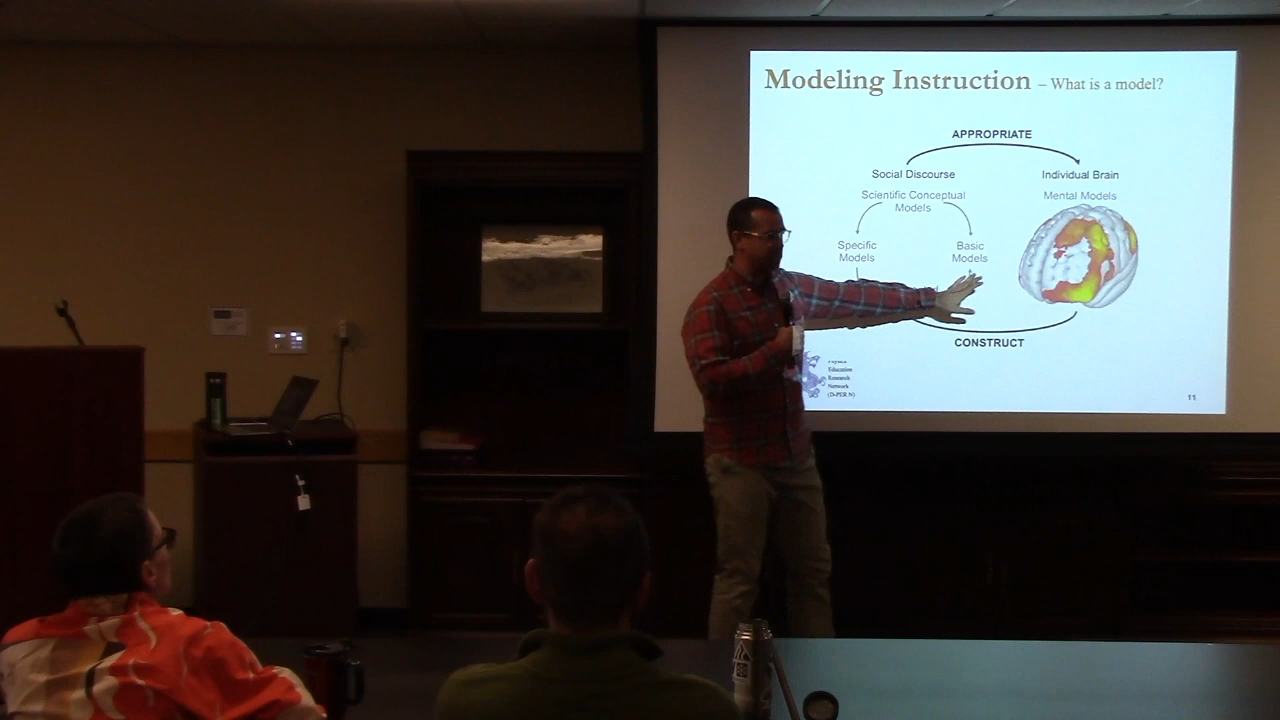 Modeling Instruction – What is a model?
APPROPRIATE
Social Discourse
Individual Brain
Scientific Conceptual
Models
Mental Models
Specific
Models
Basic
Models
CONSTRUCT
Physics
Education
Research
Network
(D-PER N)
11